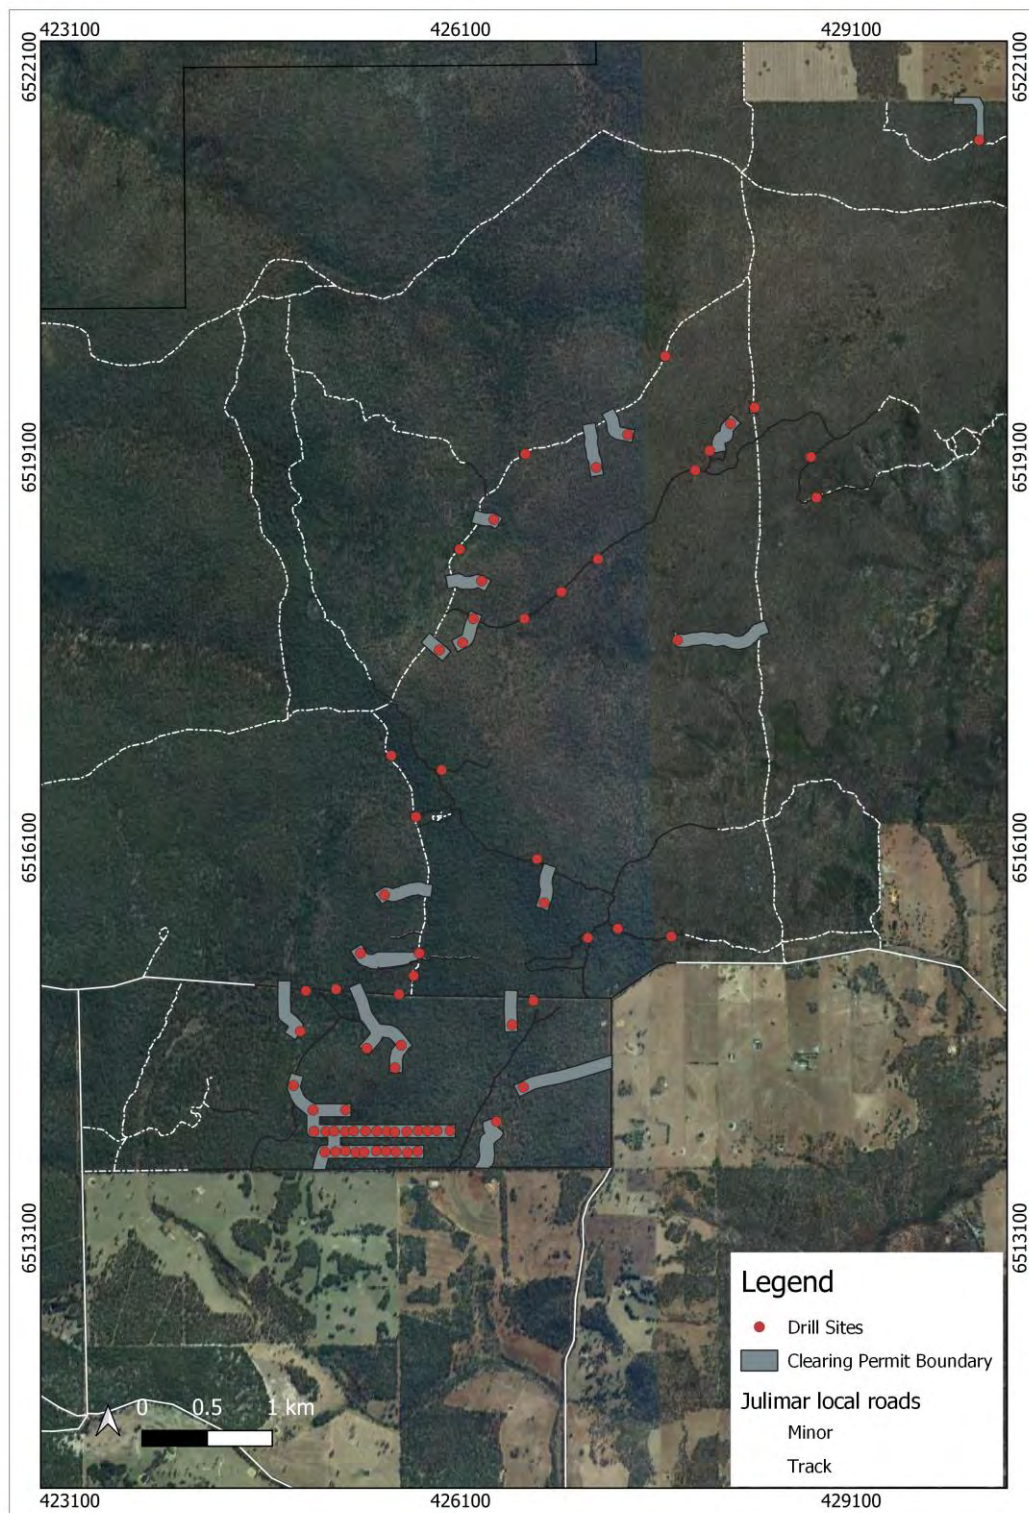 423100 426100 429100
6522100 6522100
6519100 6519100
6516100 6516100
6513100 6513100
Legend
Drill Sites
Clearing Permit Boundary
Julimar local roads
Minor
Track
0 0.5 1 km
423100 426100 429100